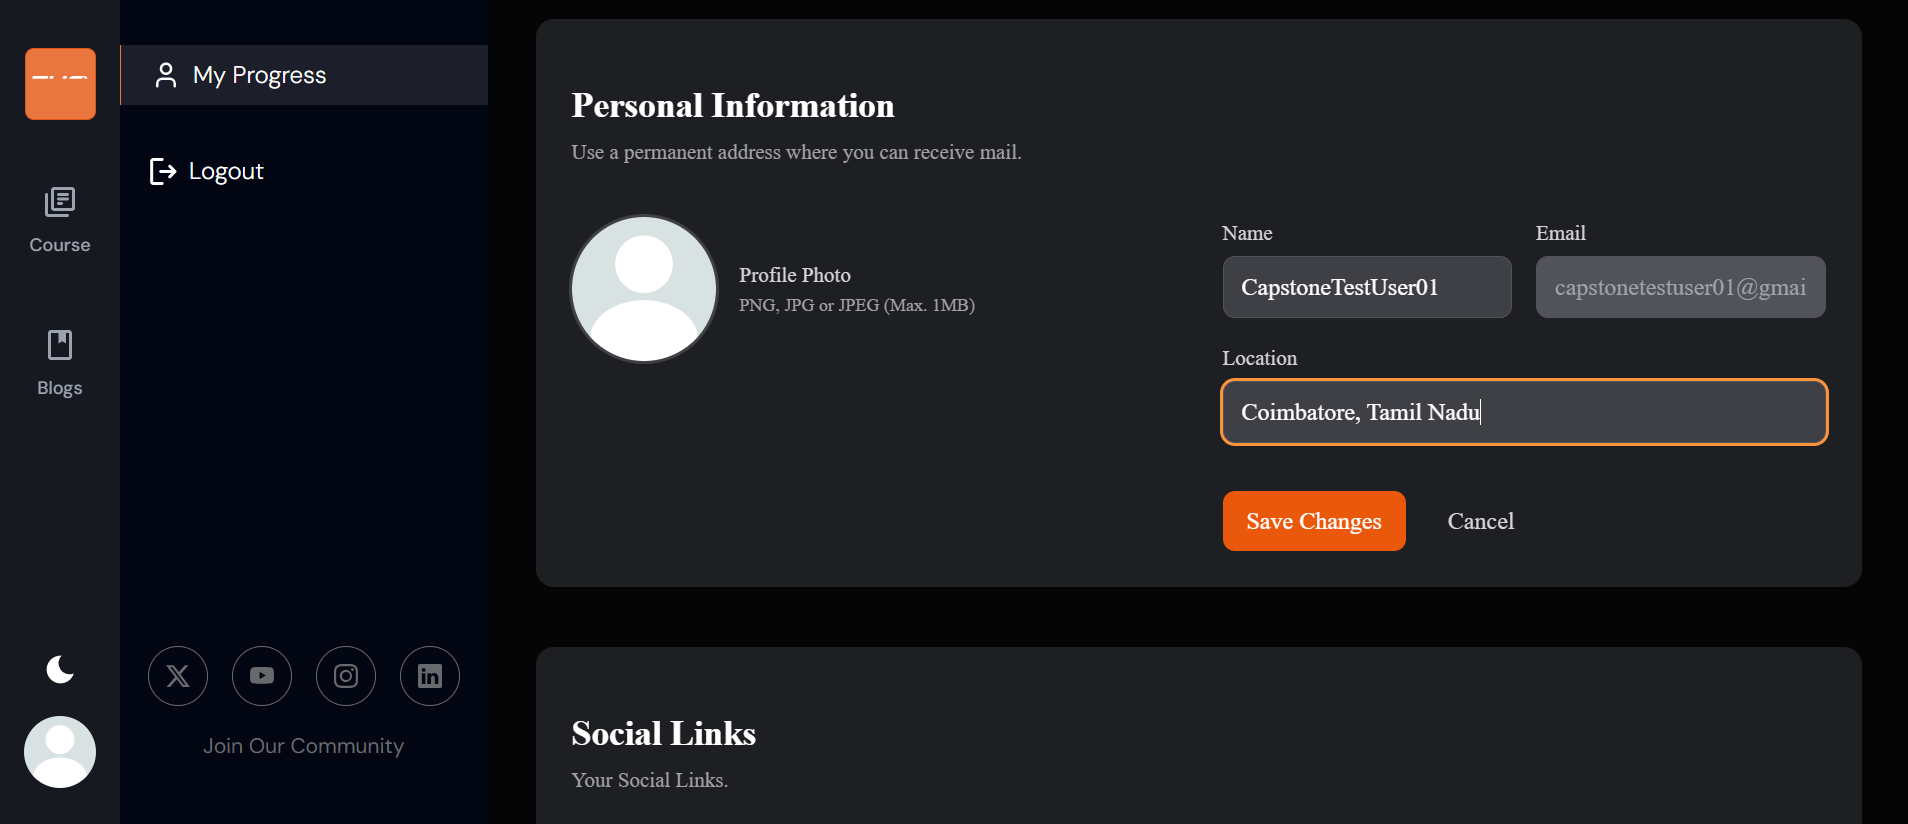 Course
Blogs
My Progress
Logout
Join Our Community
Personal Information
Use a permanent address where you can receive mail.
Profile Photo
PNG, JPG or JPEG (Max. 1MB)
Name
CapstoneTestUser01
Email
capstonetestuser01@gmai
Location
Coimbatore, Tamil Nadu
Save Changes
Cancel
Social Links
Your Social Links.